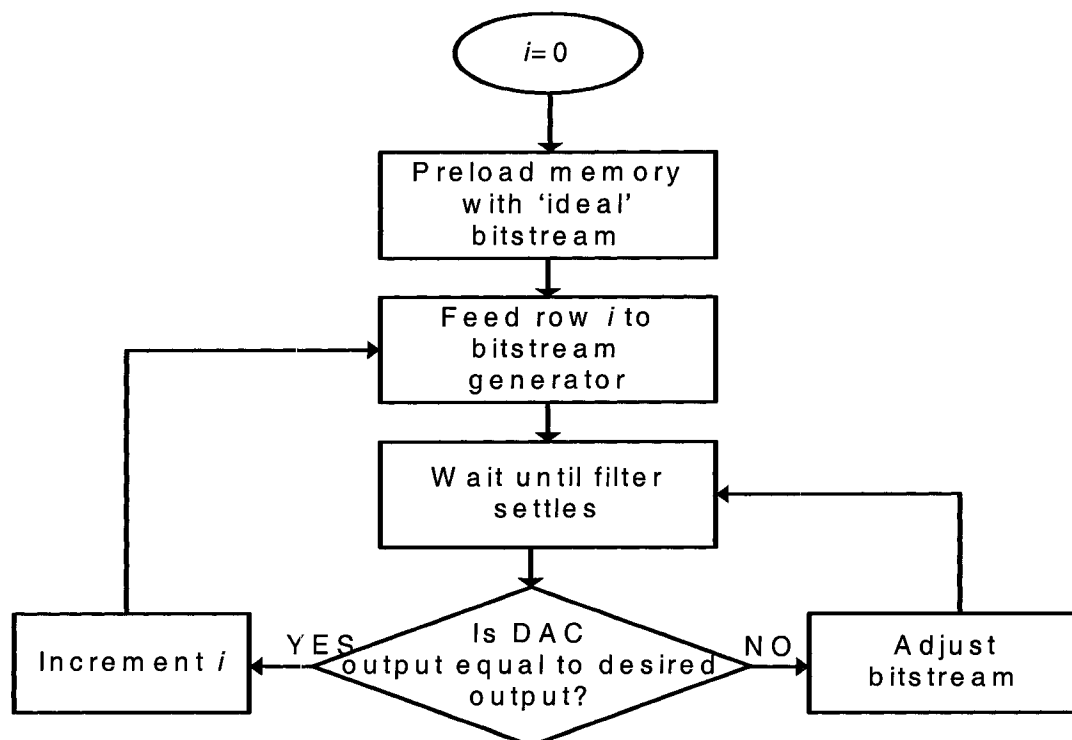 i=0
Preload memory
with ‘ideal’
bitstream
Feed row i to
bitstream
generator
Wait until filter
settles
Is DAC
output equal to desired
output?
YES
NO
Increment i
Adjust
bitstream